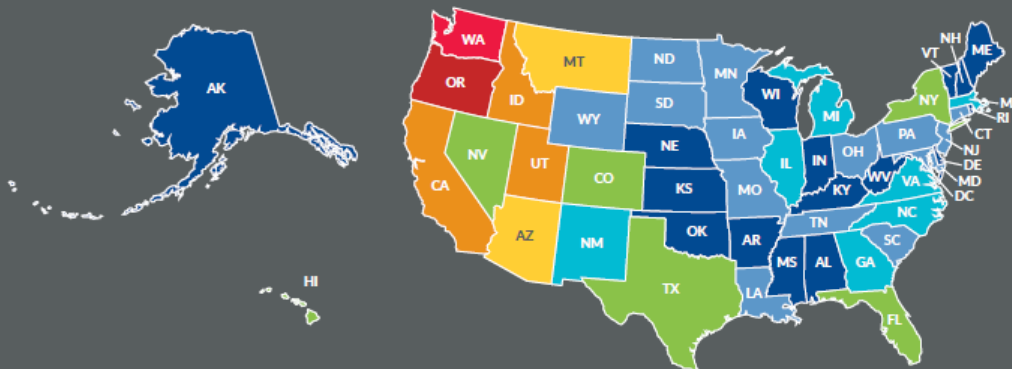 WA
OR
CA
NV
ID
MT
WY
UT
AZ
CO
NM
ND
SD
NE
KS
OK
TX
MN
IA
MO
AR
LA
WI
IL
MI
IN
KY
TN
MS
AL
GA
FL
SC
NC
VA
WV
OH
PA
NY
VT
NH
ME
RI
CT
NJ
DE
MD
DC
AK
HI